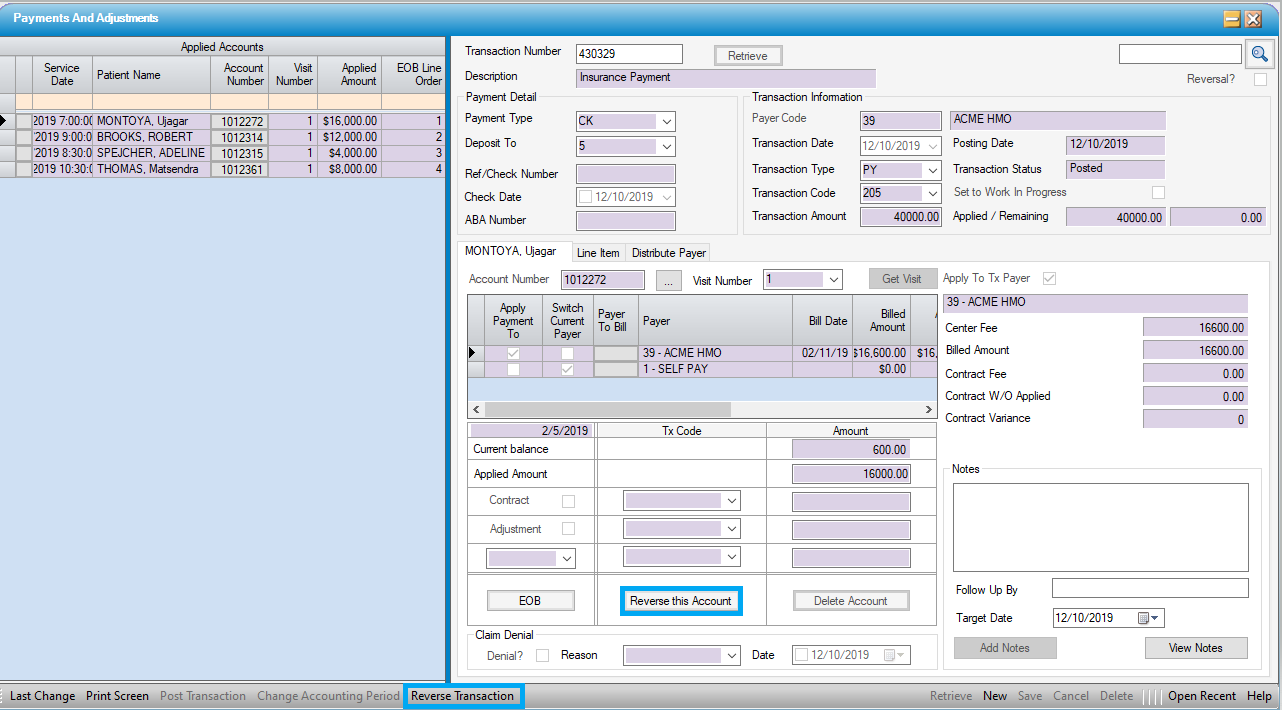 Payments And Adjustments
Applied Accounts
Service Date Patient Name Account Number Visit Number Applied Amount EOB Line Order
2019 7:00:00 MONTOYA, Ujagar 1012272 1 $16,000.00 1
2019 9:00:0 BROOKS, ROBERT 1012314 1 $12,000.00 2
2019 8:30:0 SPEJCHER, ADELINE 1012315 1 $4,000.00 3
2019 10:30:0 THOMAS, Matsendra 1012361 1 $8,000.00 4
Transaction Number 430329 Retrieve
Description Insurance Payment Reversal?
Payment Detail
Payment Type CK
Deposit To 5
Ref/Check Number
Check Date 12/10/2019
ABA Number
Transaction Information
Payer Code 39 ACME HMO
Transaction Date 12/10/2019 Posting Date 12/10/2019
Transaction Type PY Transaction Status Posted
Transaction Code 205 Set to Work In Progress
Transaction Amount 40000.00 Applied / Remaining 40000.00 0.00
MONTOYA, Ujagar Line Item Distribute Payer
Account Number 1012272 ... Visit Number 1 Get Visit Apply To Tx Payer
Apply Payment To Switch Current Payer Payer To Bill Payer Bill Date Billed Amount
39 - ACME HMO 02/11/19 $16,600.00 $16,
1 - SELF PAY $0.00
39 - ACME HMO
Center Fee 16600.00
Billed Amount 16600.00
Contract Fee 0.00
Contract W/O Applied 0.00
Contract Variance 0
2/5/2019 Tx Code Amount
Current balance 600.00
Applied Amount 16000.00
Contract
Adjustment
EOB Reverse this Account Delete Account
Claim Denial
Denial? Reason Date 12/10/2019
Notes
Follow Up By
Target Date 12/10/2019
Add Notes View Notes
Last Change Print Screen Post Transaction Change Accounting Period Reverse Transaction Retrieve New Save Cancel Delete Open Recent Help